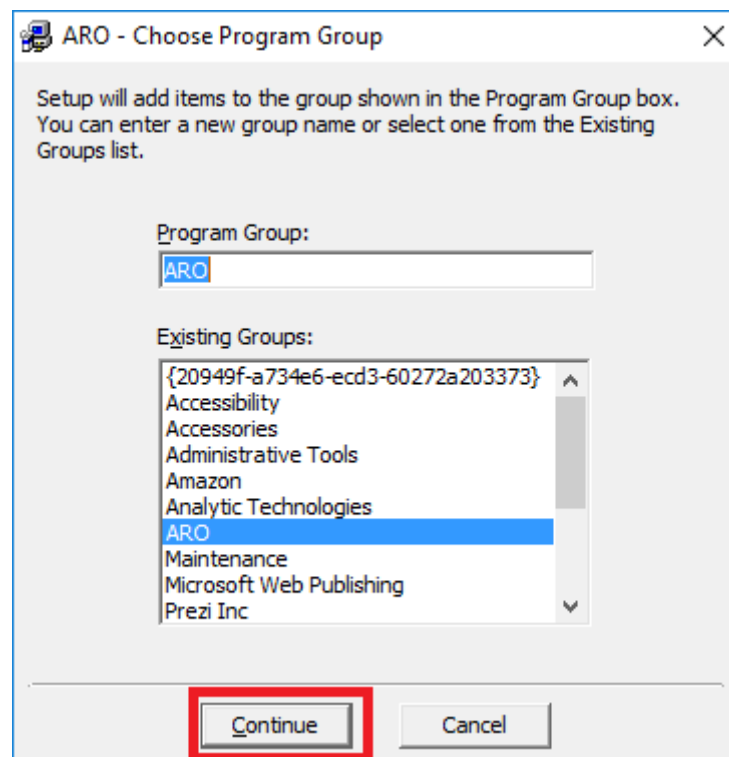 ARO - Choose Program Group
Setup will add items to the group shown in the Program Group box.
You can enter a new group name or select one from the Existing
Groups list.
Program Group:
ARO
Existing Groups:
{20949f-a734e6-ecd3-60272a203373}
Accessibility
Accessories
Administrative Tools
Amazon
Analytic Technologies
ARO
Maintenance
Microsoft Web Publishing
Prezi Inc
Continue
Cancel